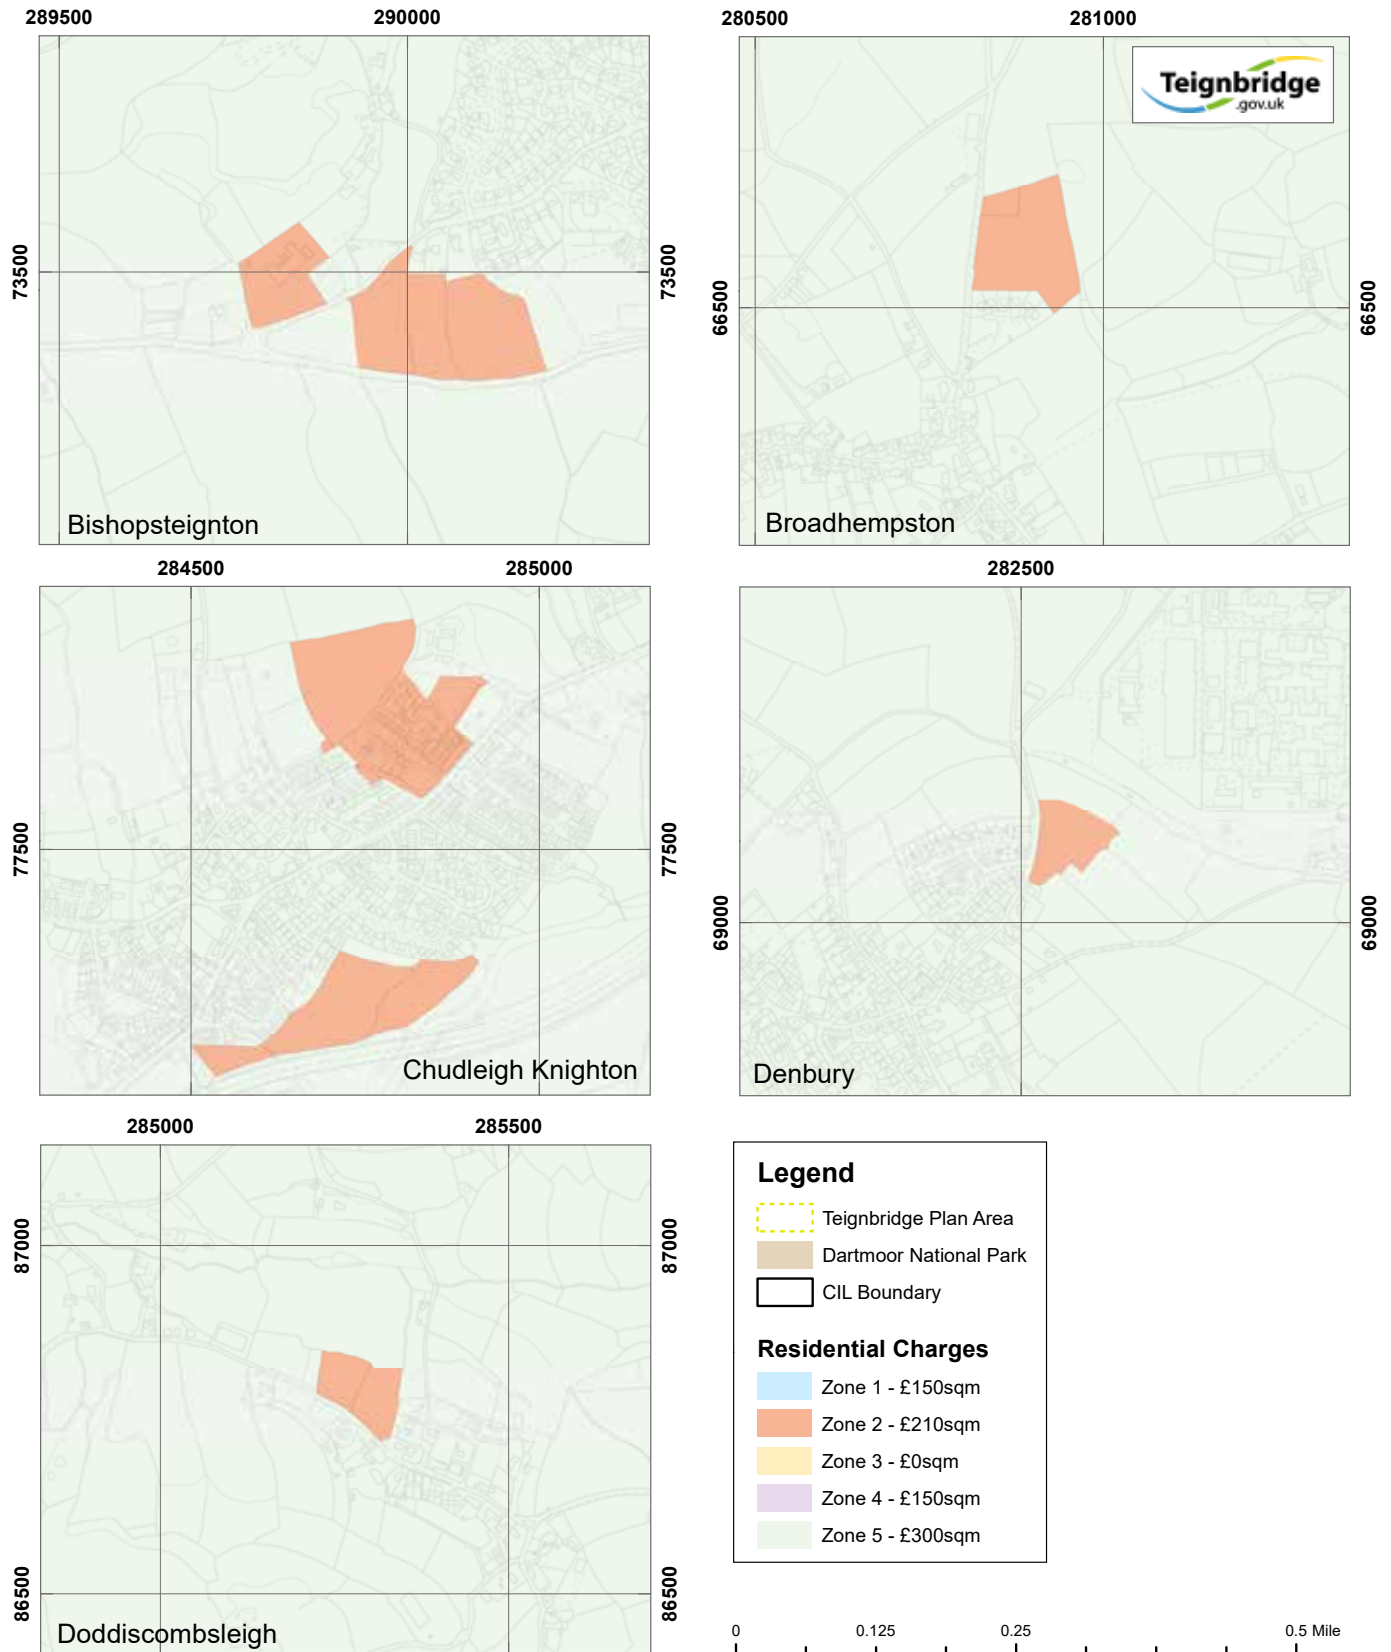 289500 290000
73500 73500
Bishopsteignton
280500 281000
Teignbridge
.gov.uk
66500 66500
Broadhempston
284500 285000
77500 77500
Chudleigh Knighton
282500
69000 69000
Denbury
285000 285500
87000 87000
86500 86500
Doddiscombsleigh
Legend
Teignbridge Plan Area
Dartmoor National Park
CIL Boundary
Residential Charges
Zone 1 - £150sqm
Zone 2 - £210sqm
Zone 3 - £0sqm
Zone 4 - £150sqm
Zone 5 - £300sqm
0 0.125 0.25 0.5 Mile